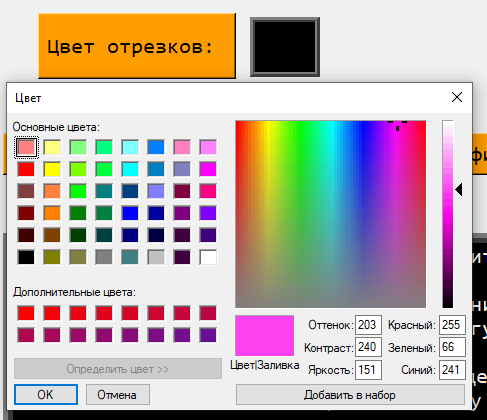 Цвет отрезков:
Цвет
Основные цвета:
Дополнительные цвета:
Определить цвет >>
OK
Отмена
Цвет|Заливка
Оттенок: 203
Красный: 255
Контраст: 240
Зеленый: 66
Яркость: 151
Синий: 241
Добавить в набор